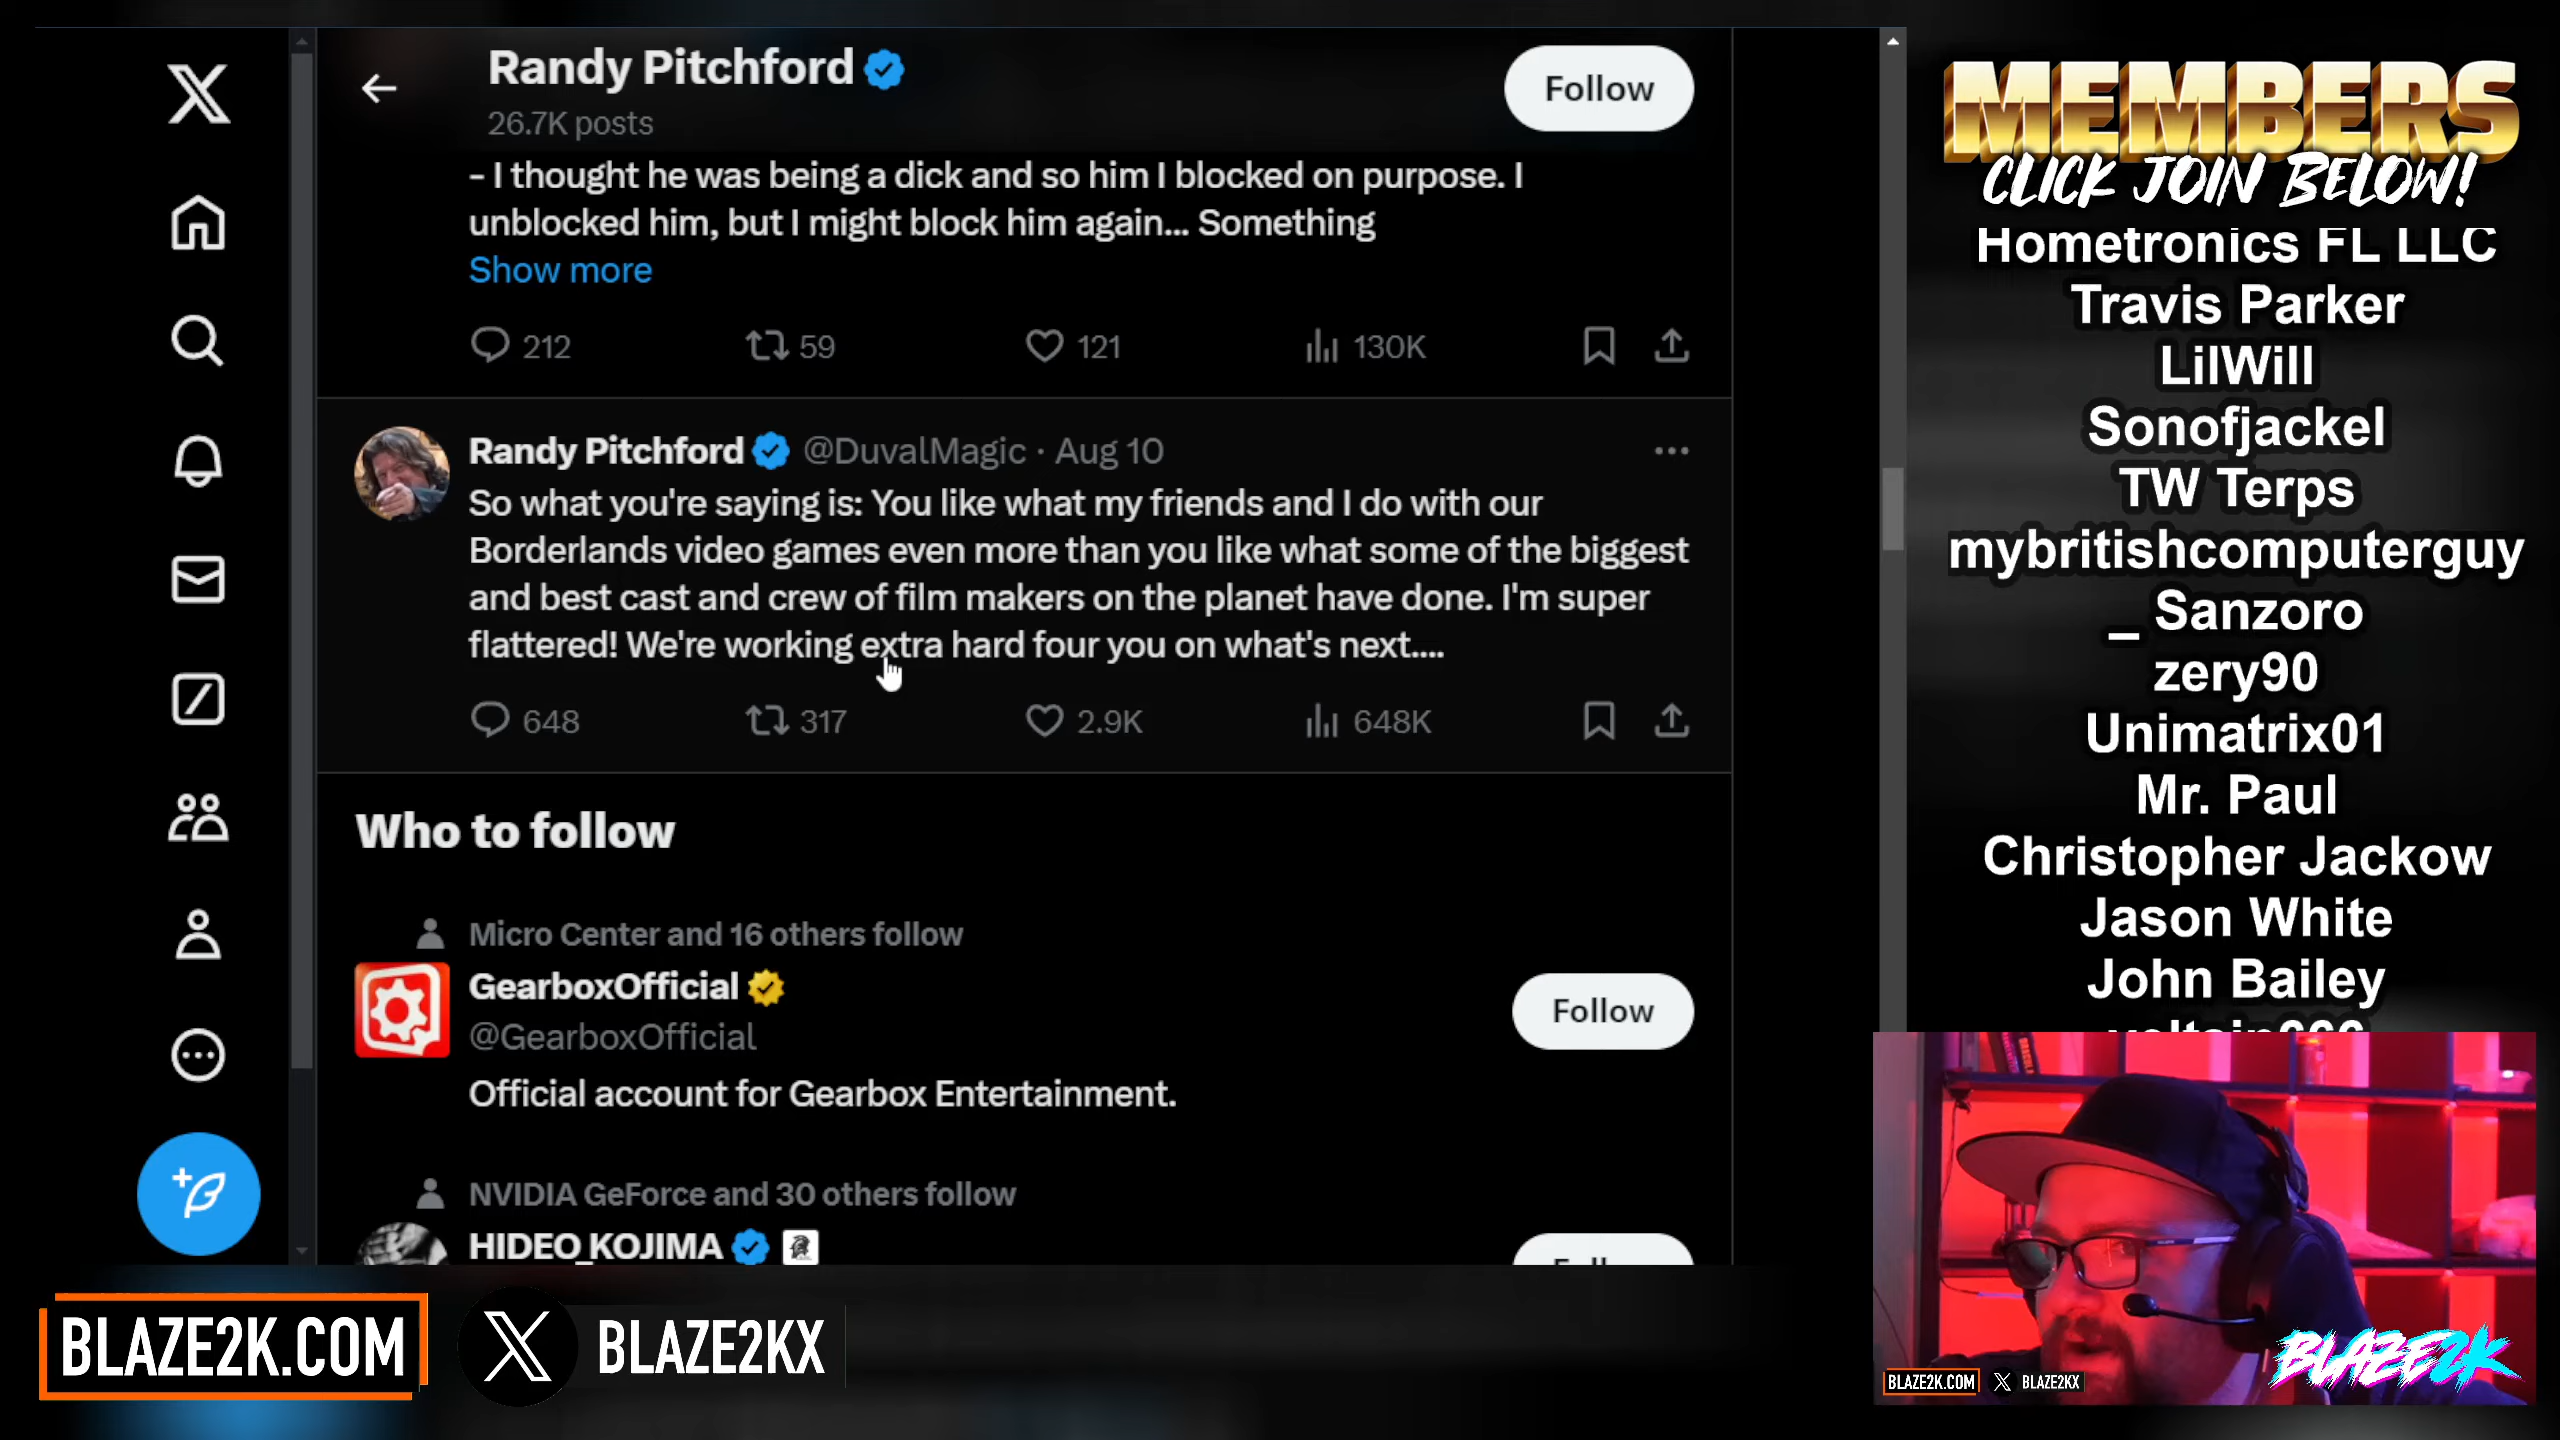 Randy Pitchford
26.7K posts
Follow
– I thought he was being a dick and so him I blocked on purpose. I
unblocked him, but I might block him again... Something
Show more
212 59 121 130K
Randy Pitchford @DuvalMagic · Aug 10
So what you're saying is: You like what my friends and I do with our
Borderlands video games even more than you like what some of the biggest
and best cast and crew of film makers on the planet have done. I'm super
flattered! We're working extra hard four you on what's next....
648 317 2.9K 648K
Who to follow
Micro Center and 16 others follow
GearboxOfficial
@GearboxOfficial
Follow
Official account for Gearbox Entertainment.
NVIDIA GeForce and 30 others follow
HIDEO_KOJIMA
MEMBERS
CLICK JOIN BELOW!
Hometronics FL LLC
Travis Parker
LilWill
Sonofjackel
TW Terps
mybritishcomputerguy
_ Sanzoro
zery90
Unimatrix01
Mr. Paul
Christopher Jackow
Jason White
John Bailey
BLAZE2K.COM
X BLAZE2KX
BLAZE2K.COM
X BLAZE2KX
BLAZE2K